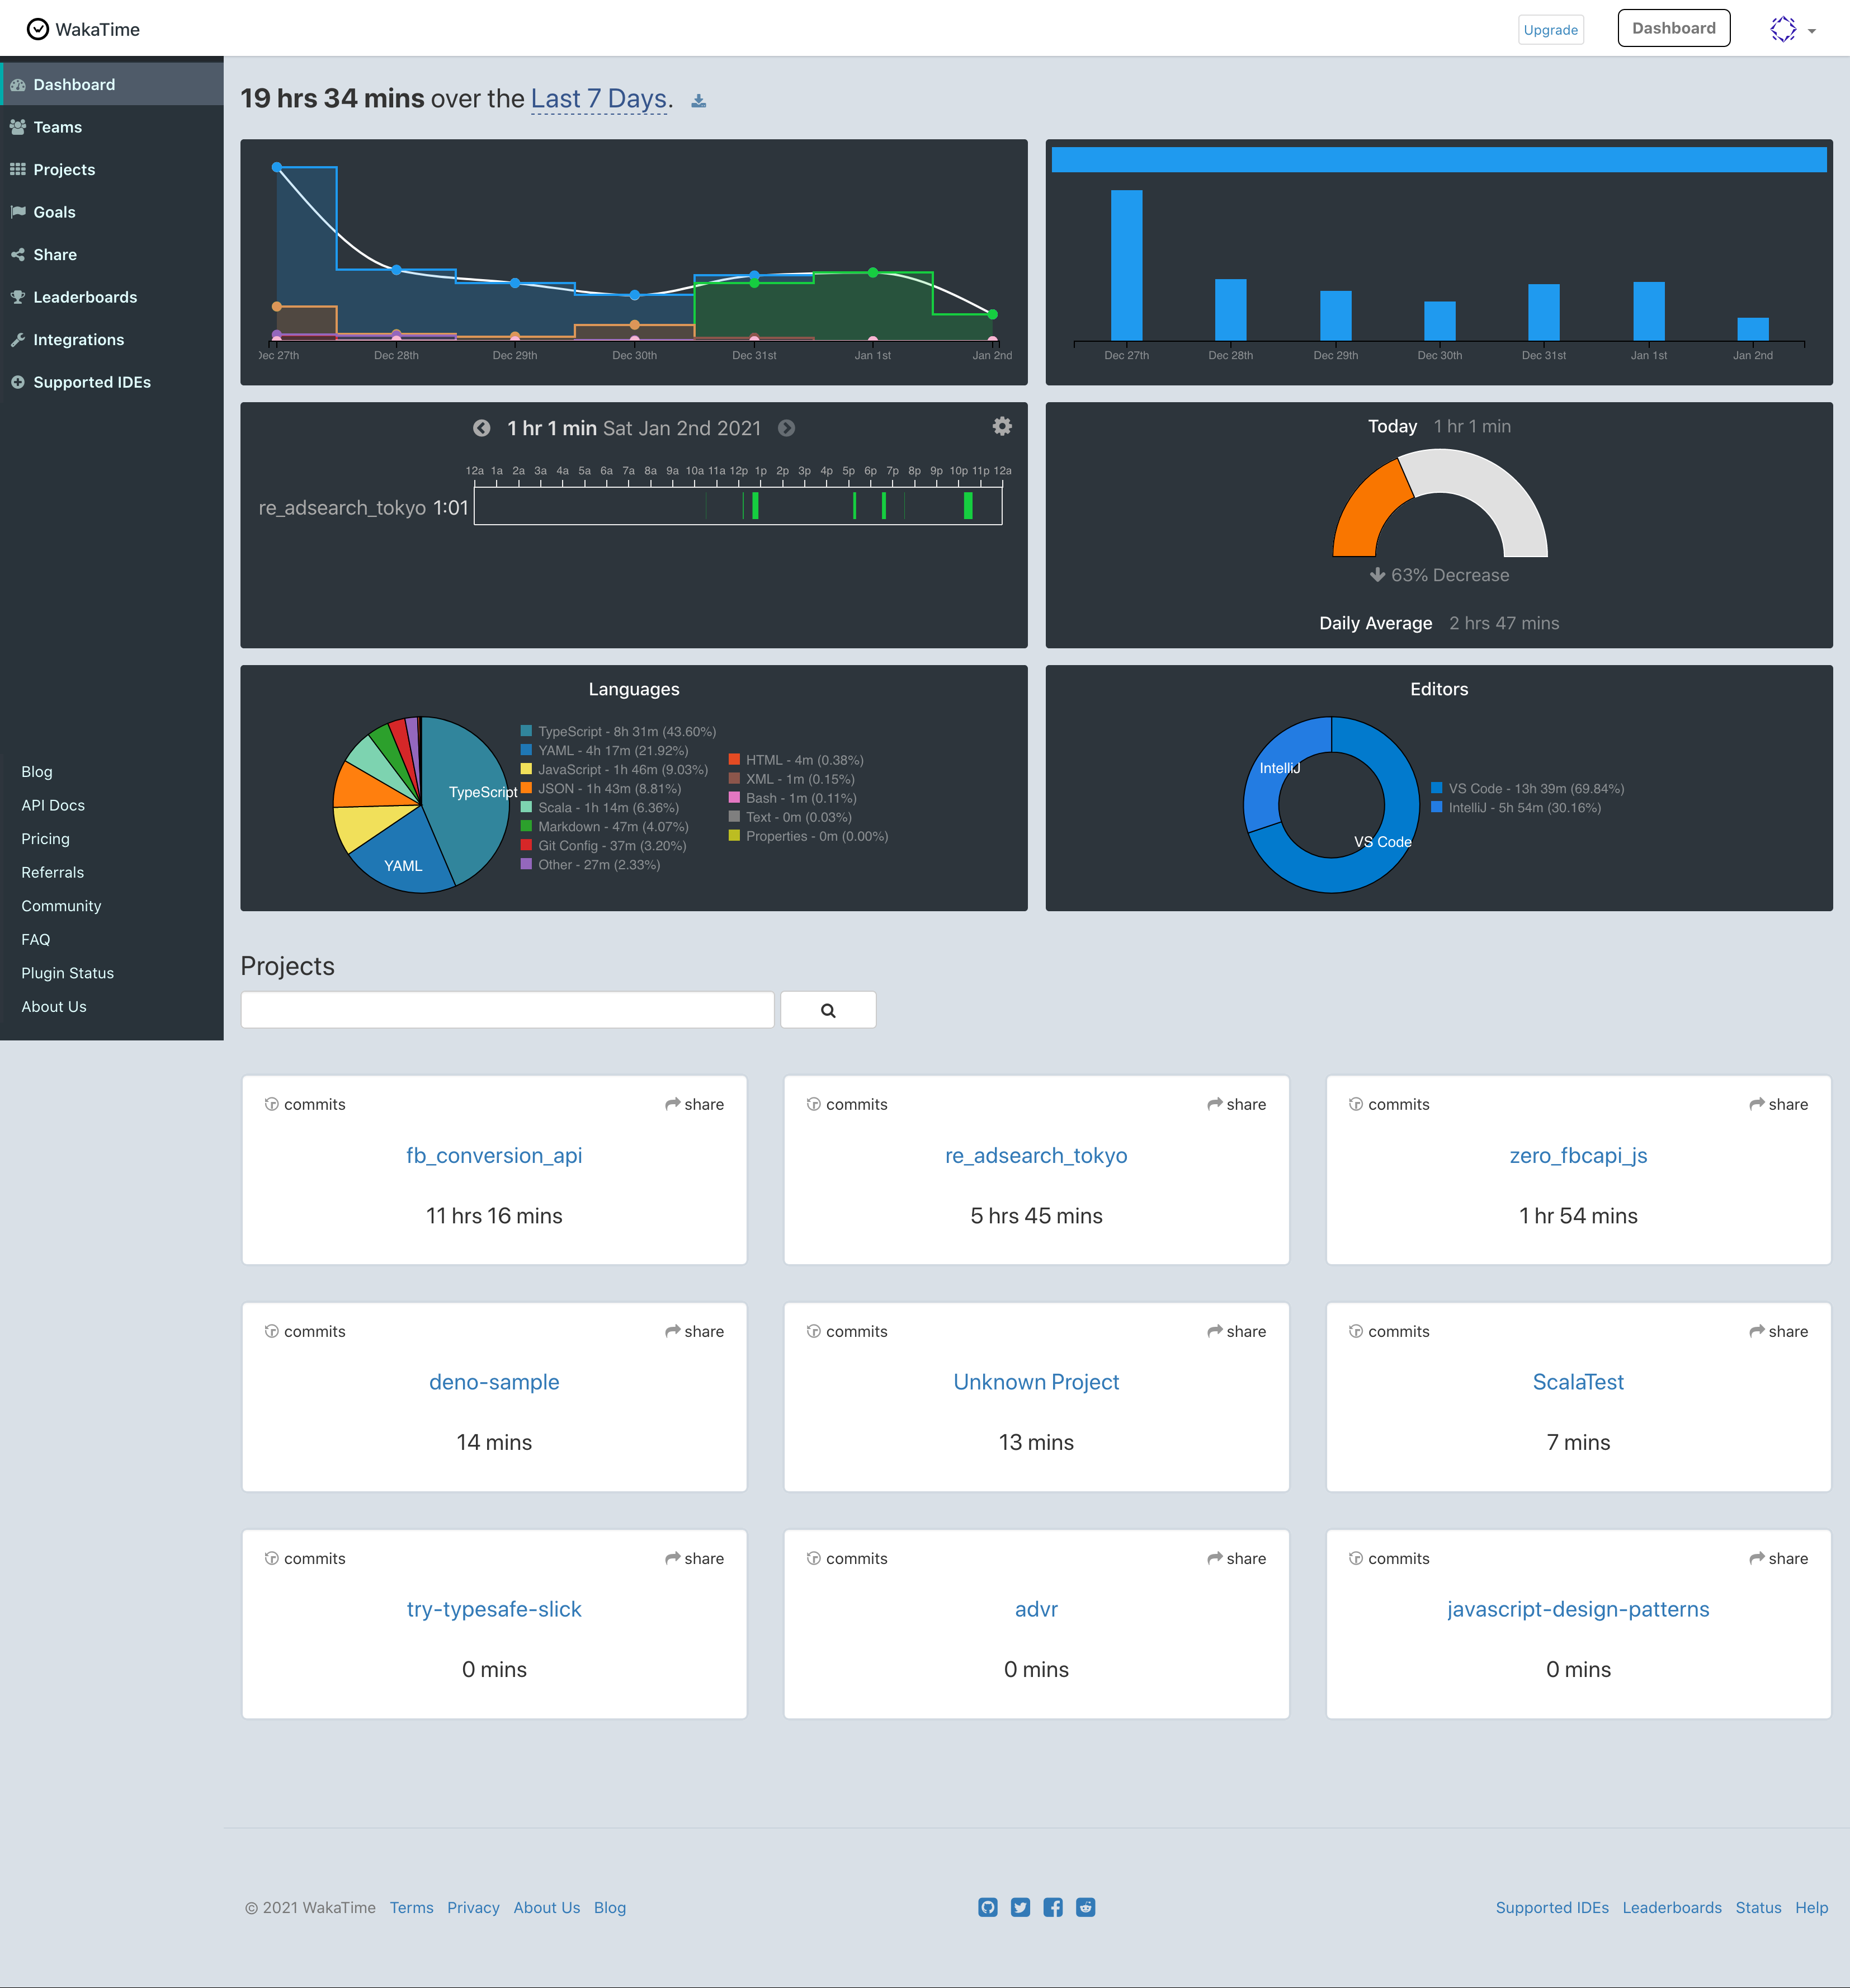 WakaTime
Upgrade
Dashboard
Dashboard
Teams
Projects
Goals
Share
Leaderboards
Integrations
Supported IDEs
Blog
API Docs
Pricing
Referrals
Community
FAQ
Plugin Status
About Us
19 hrs 34 mins over the Last 7 Days.
Dec 27th Dec 28th Dec 29th Dec 30th Dec 31st Jan 1st Jan 2nd
Dec 27th Dec 28th Dec 29th Dec 30th Dec 31st Jan 1st Jan 2nd
1 hr 1 min Sat Jan 2nd 2021
12a 1a 2a 3a 4a 5a 6a 7a 8a 9a 10a 11a 12p 1p 2p 3p 4p 5p 6p 7p 8p 9p 10p 11p 12a
re_adsearch_tokyo 1:01
Today 1 hr 1 min
63% Decrease
Daily Average 2 hrs 47 mins
Languages
TypeScript
YAML
TypeScript - 8h 31m (43.60%)
YAML - 4h 17m (21.92%)
JavaScript - 1h 46m (9.03%)
JSON - 1h 43m (8.81%)
Scala - 1h 14m (6.36%)
Markdown - 47m (4.07%)
Git Config - 37m (3.20%)
Other - 27m (2.33%)
HTML - 4m (0.38%)
XML - 1m (0.15%)
Bash - 1m (0.11%)
Text - 0m (0.03%)
Properties - 0m (0.00%)
Editors
IntelliJ
VS Code
VS Code - 13h 39m (69.84%)
IntelliJ - 5h 54m (30.16%)
Projects
commits share
fb_conversion_api
11 hrs 16 mins
commits share
re_adsearch_tokyo
5 hrs 45 mins
commits share
zero_fbcapi_js
1 hr 54 mins
commits share
deno-sample
14 mins
commits share
Unknown Project
13 mins
commits share
ScalaTest
7 mins
commits share
try-typesafe-slick
0 mins
commits share
advr
0 mins
commits share
javascript-design-patterns
0 mins
© 2021 WakaTime Terms Privacy About Us Blog
Supported IDEs Leaderboards Status Help